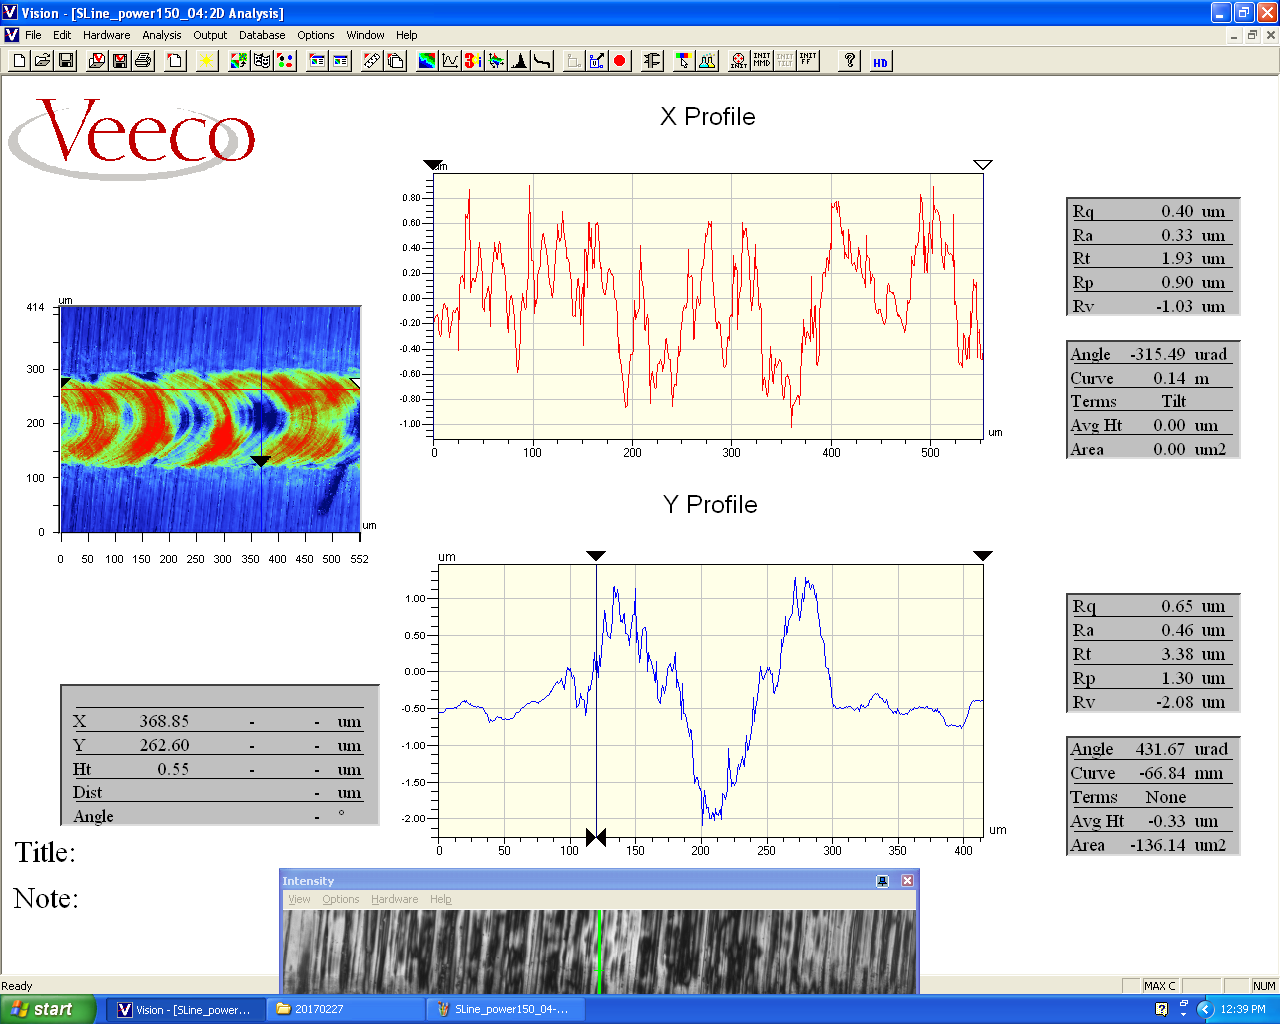 Vision - [SLine_power150_04:2D Analysis]
File Edit Hardware Analysis Output Database Options Window Help
INIT INIT MMD INIT TILT INIT FF ? HD
Veeco
X Profile
um
0.80
0.60
0.40
0.20
0.00
-0.20
-0.40
-0.60
-0.80
-1.00
0 100 200 300 400 500
um
Rq 0.40 um
Ra 0.33 um
Rt 1.93 um
Rp 0.90 um
Rv -1.03 um
Angle -315.49 urad
Curve 0.14 m
Terms Tilt
Avg Ht 0.00 um
Area 0.00 um2
um
414
300
200
100
0
um
0 50 100 150 200 250 300 350 400 450 500 552
Y Profile
um
1.00
0.50
0.00
-0.50
-1.00
-1.50
-2.00
um
0 50 100 150 200 250 300 350 400
Rq 0.65 um
Ra 0.46 um
Rt 3.38 um
Rp 1.30 um
Rv -2.08 um
Angle 431.67 urad
Curve -66.84 mm
Terms None
Avg Ht -0.33 um
Area -136.14 um2
X 368.85 - - um
Y 262.60 - - um
Ht 0.55 - - um
Dist - um
Angle - °
Title:
Note:
Intensity
View Options Hardware Help
Ready MAX C NUM
start Vision - [SLine_power... 20170227 SLine_power150_04-... 12:39 PM